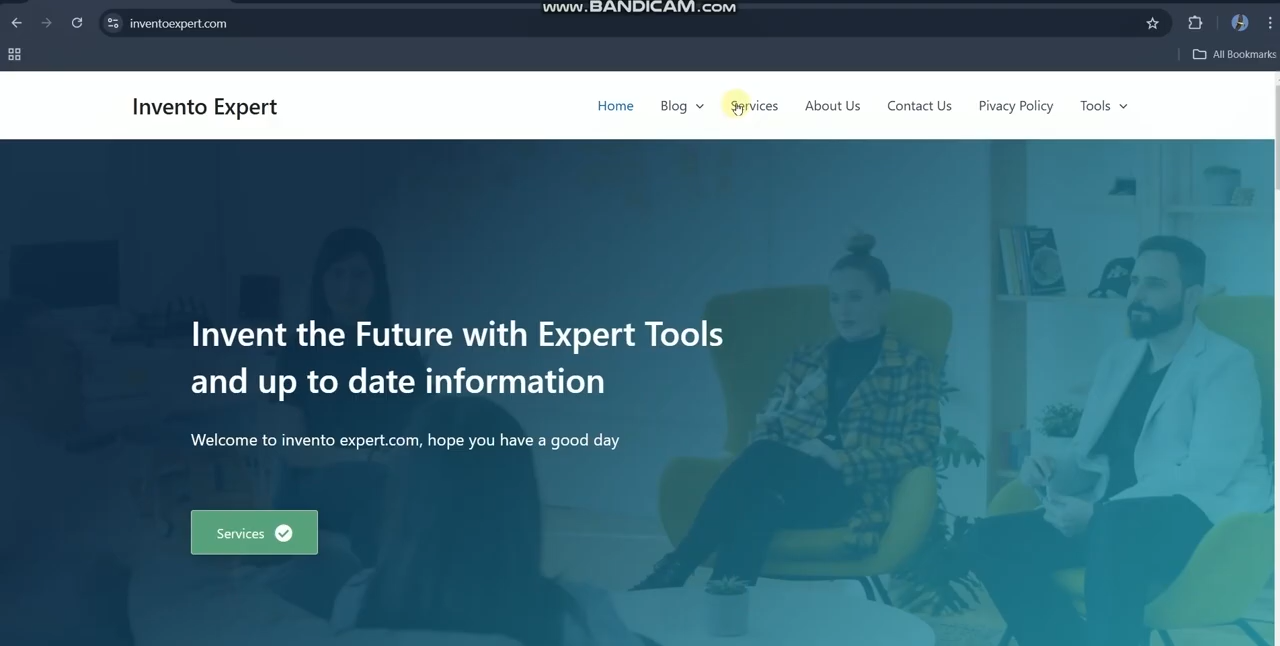 www.BANDICAM.com
inventoexpert.com
All Bookmarks
Invento Expert
Home
Blog
Services
About Us
Contact Us
Pivacy Policy
Tools
Invent the Future with Expert Tools
and up to date information
Welcome to invento expert.com, hope you have a good day
Services